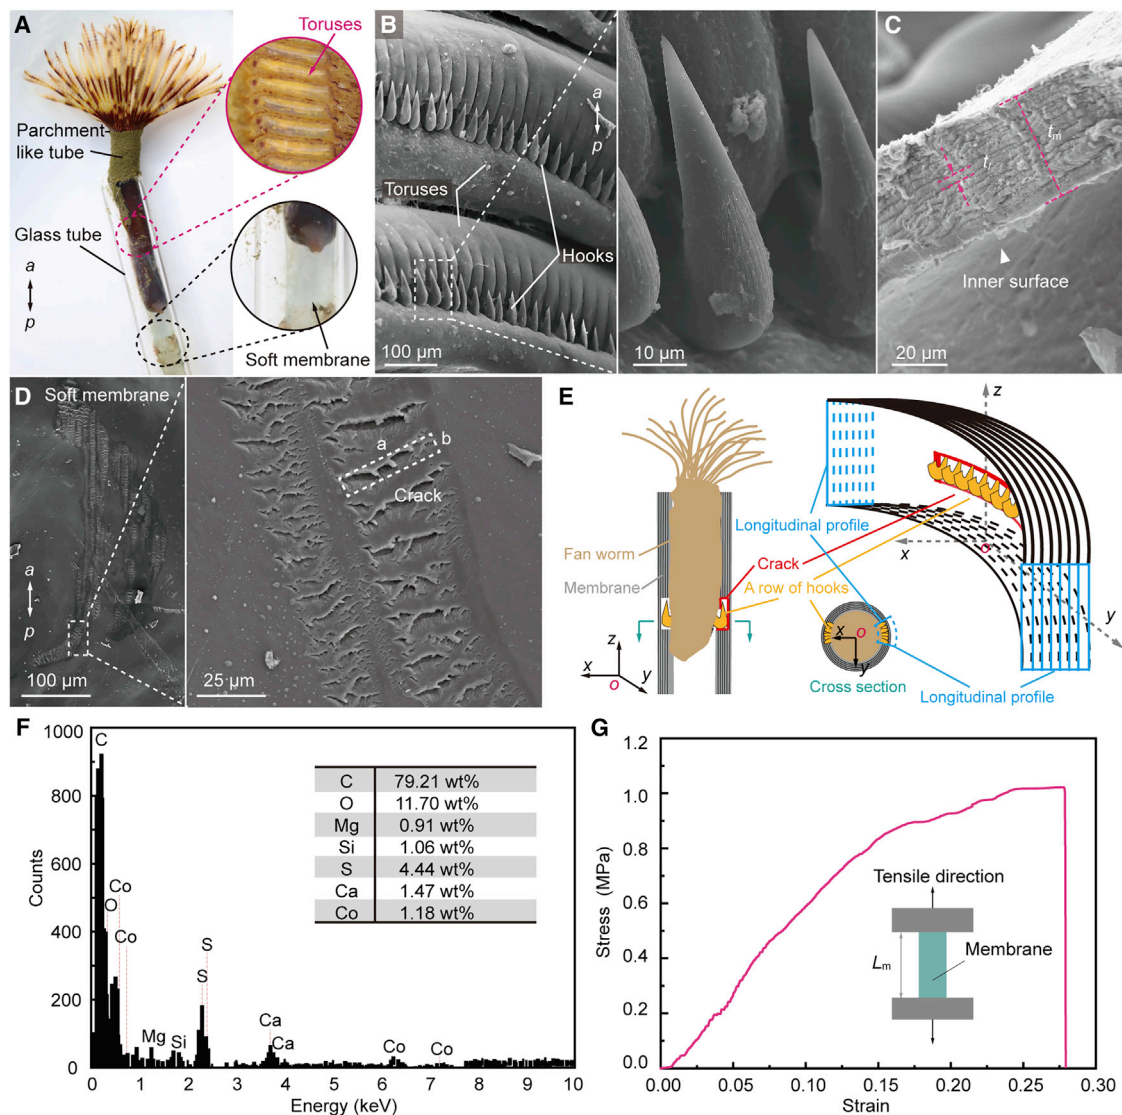 A
Toruses
Parchment-
like tube
Glass tube
a
p
Soft membrane
B
a
p
Toruses
Hooks
100 μm
10 μm
C
tₘ
tₗ
Inner surface
20 μm
D
Soft membrane
a
p
100 μm
a
b
Crack
25 μm
E
z
Longitudinal profile
Fan worm
Crack
x
o
Membrane
A row of hooks
y
z
x
y
o
x
o
y
Cross section
Longitudinal profile
F
1000
800
600
400
200
0
Counts
C
O
Co
Co
Mg
Si
S
S
Ca
Ca
Co
Co
C 79.21 wt%
O 11.70 wt%
Mg 0.91 wt%
Si 1.06 wt%
S 4.44 wt%
Ca 1.47 wt%
Co 1.18 wt%
0 1 2 3 4 5 6 7 8 9 10
Energy (keV)
G
1.2
1.0
0.8
0.6
0.4
0.2
0.0
Stress (MPa)
Tensile direction
Lₘ
Membrane
0.00 0.05 0.10 0.15 0.20 0.25 0.30
Strain